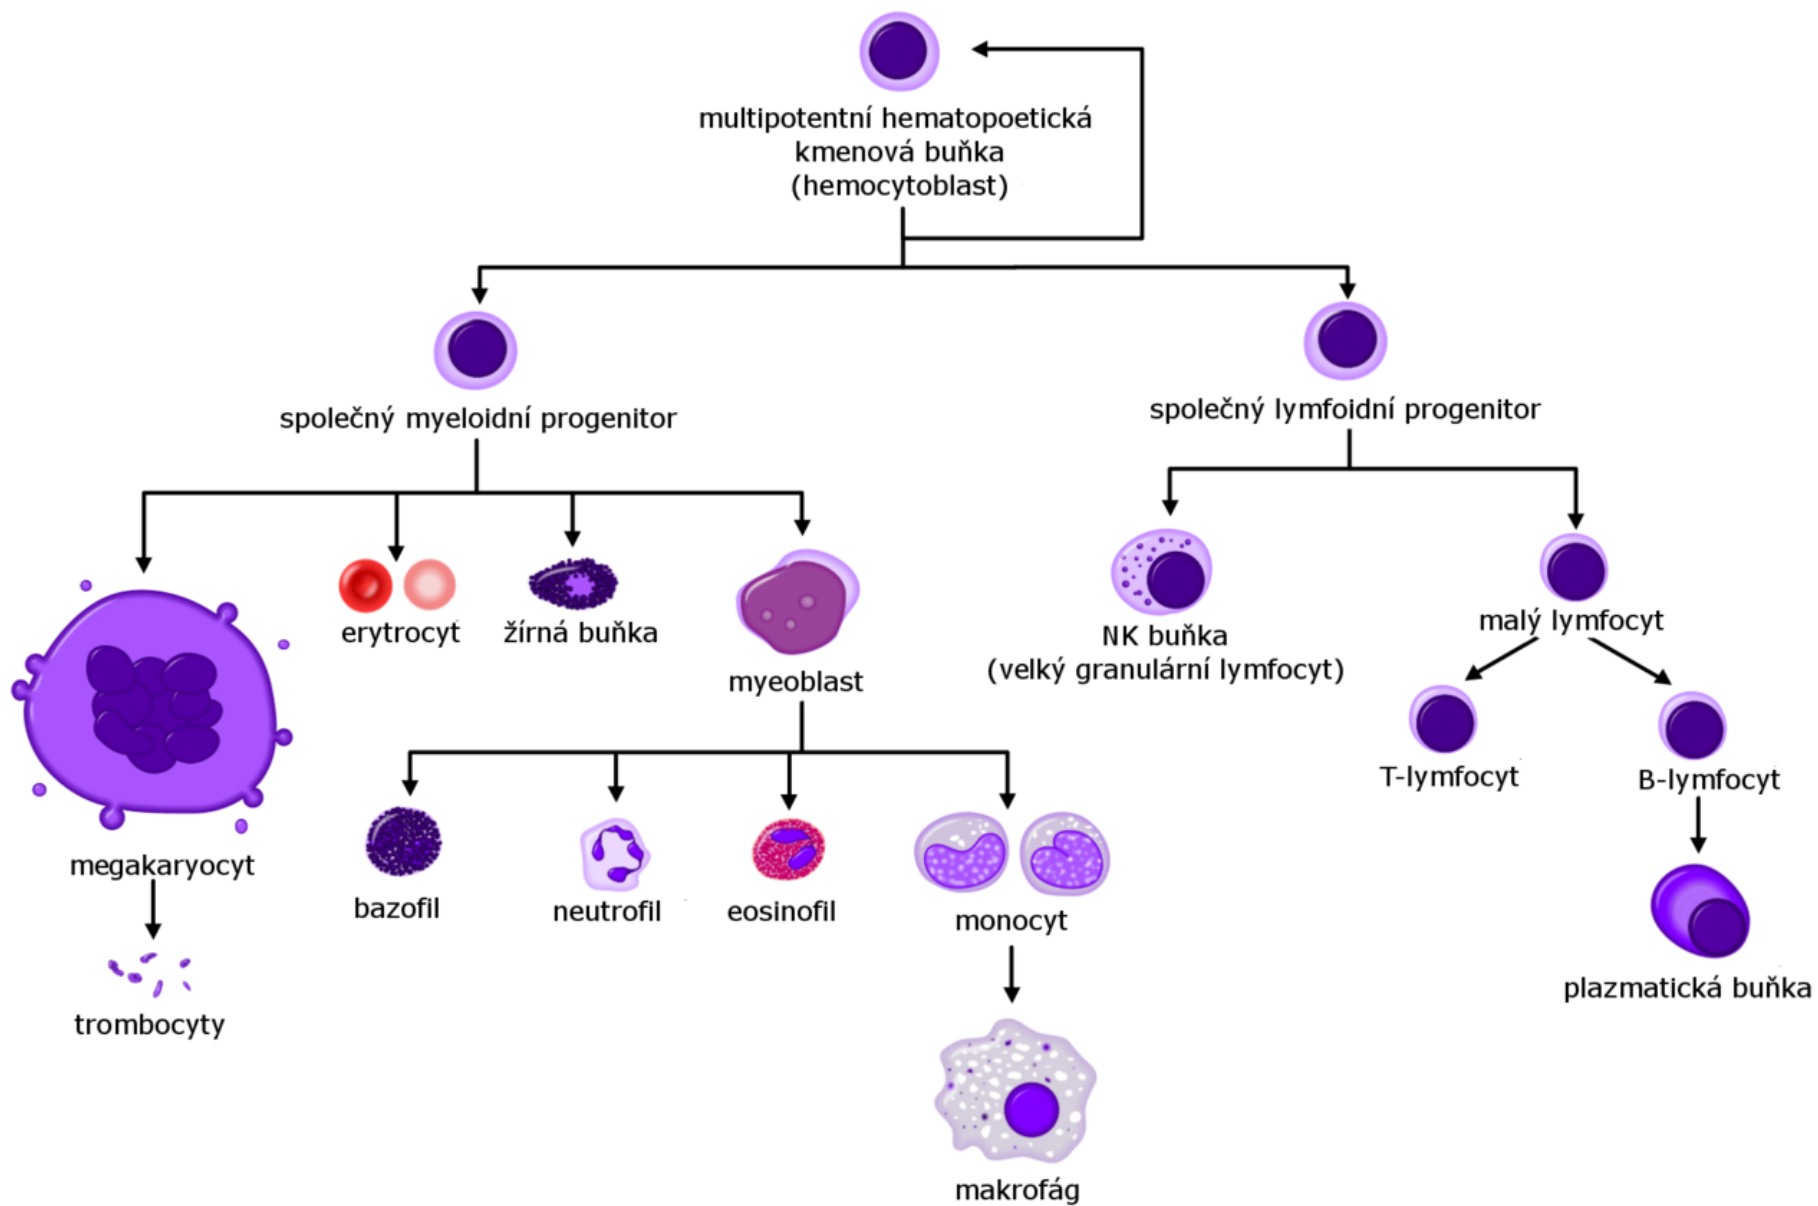 multipotentní hematopoetická
kmenová buňka
(hemocytoblast)
společný myeloidní progenitor
společný lymfoidní progenitor
erytrocyt
žírná buňka
myeoblast
NK buňka
(velký granulární lymfocyt)
malý lymfocyt
T-lymfocyt
B-lymfocyt
megakaryocyt
bazofil
neutrofil
eosinofil
monocyt
plazmatická buňka
trombocyty
makrofág